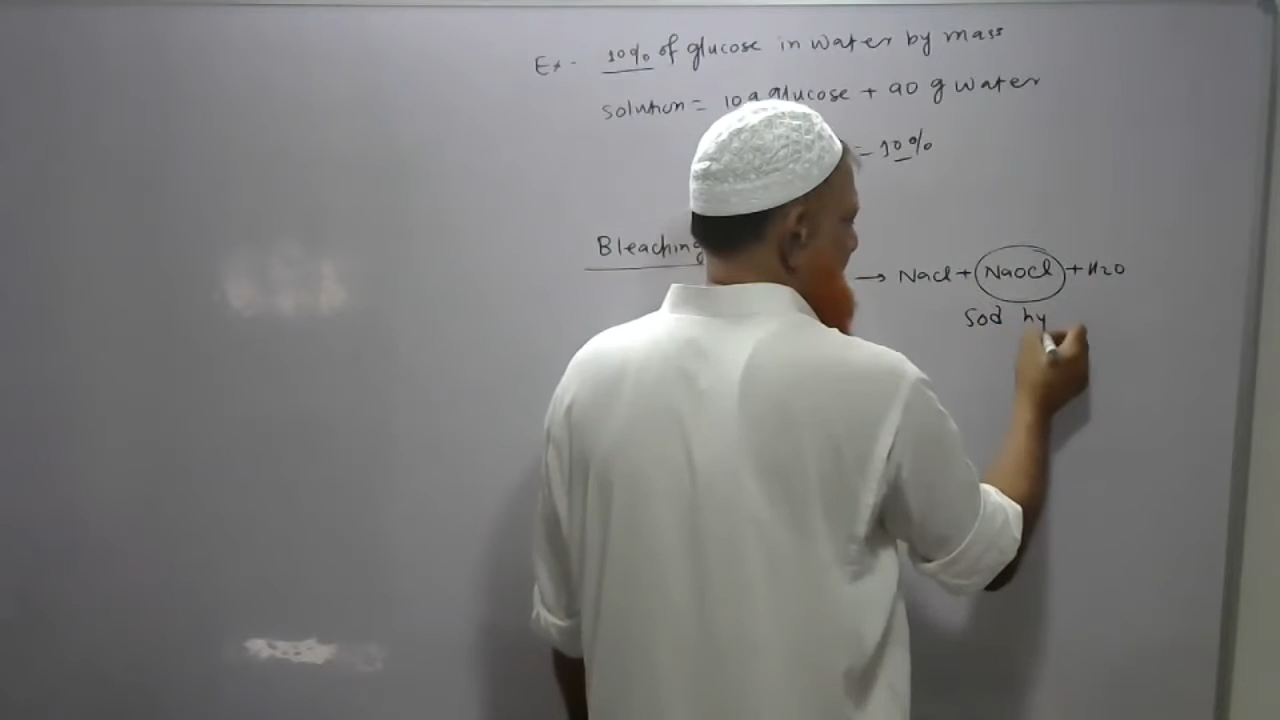 Ex- 10% of glucose in water by mass
solution = 10 g glucose + 90 g water
= 10%
Bleaching
→ NaCl + NaOCl + H2O
Sod hy